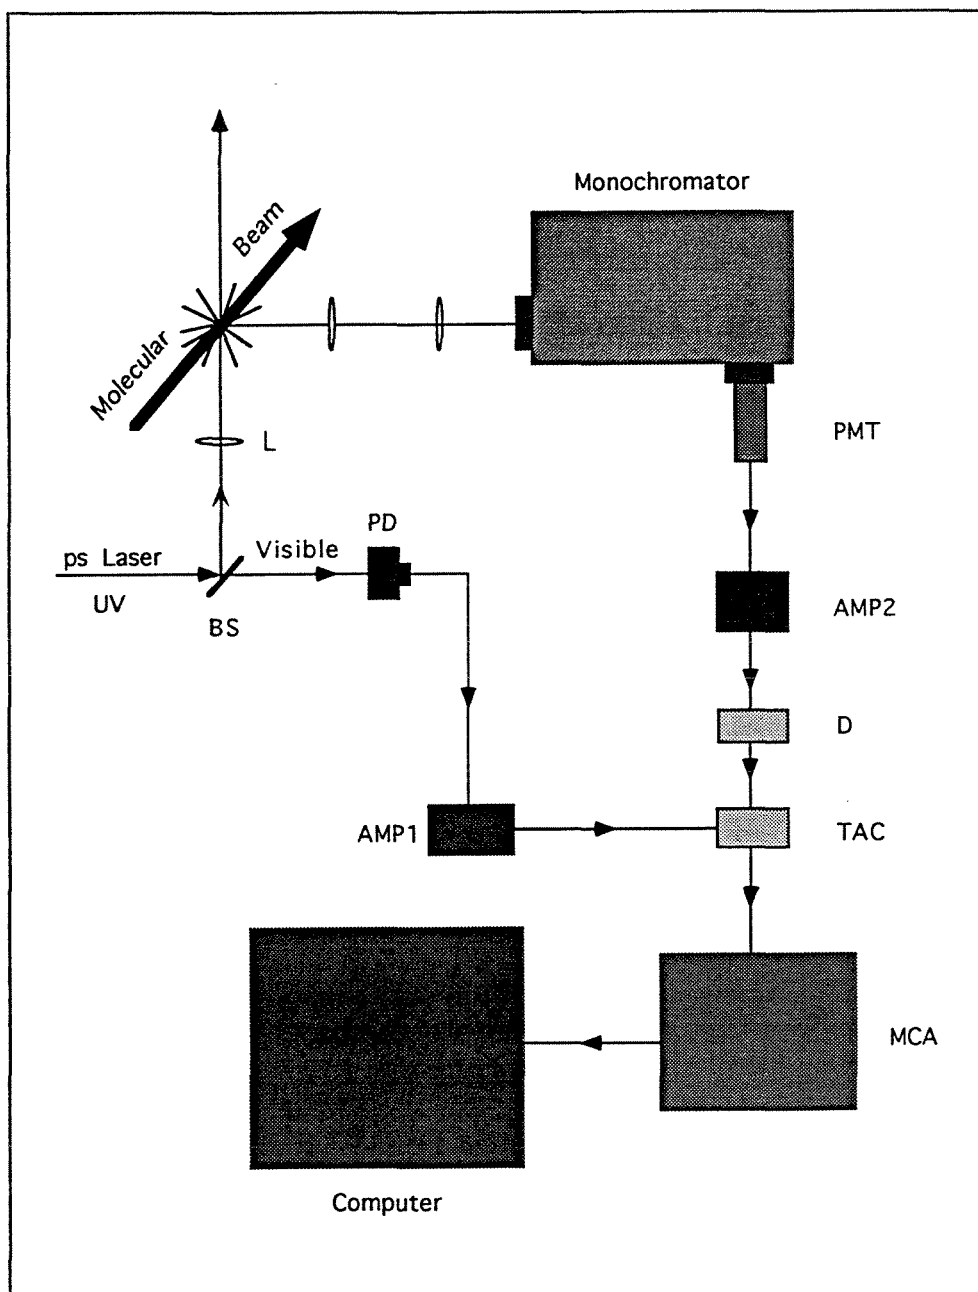 Monochromator
Beam
Molecular
L
PMT
PD
ps Laser
Visible
UV
BS
AMP2
D
AMP1
TAC
MCA
Computer